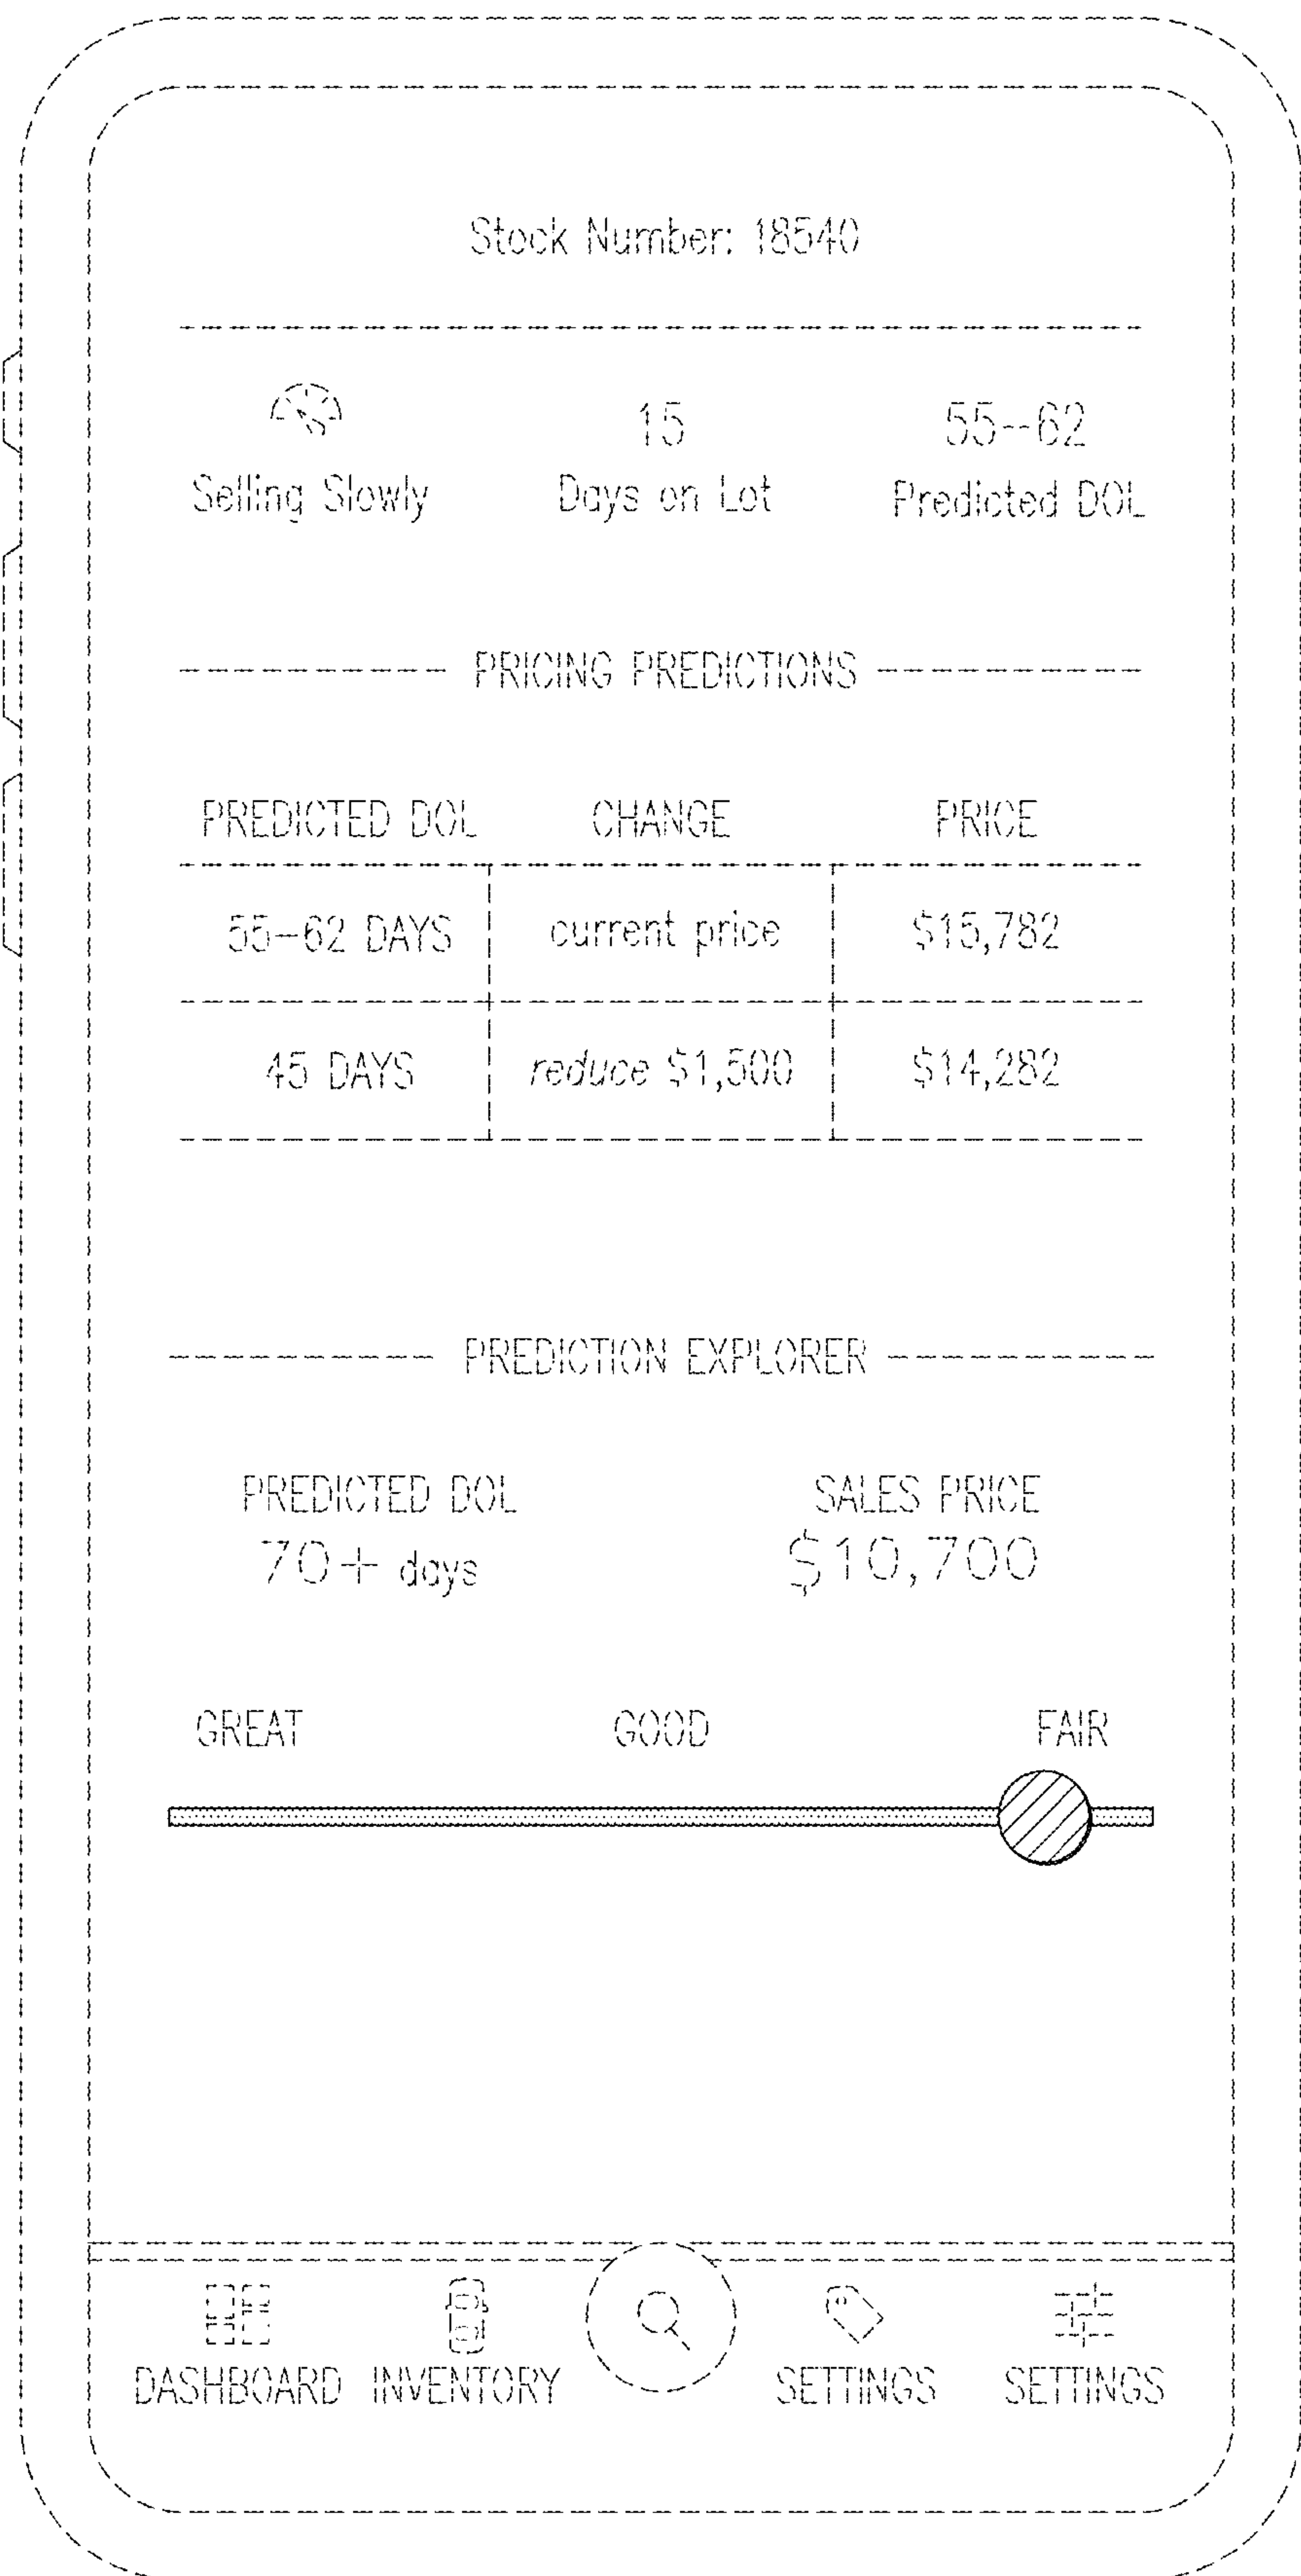 Stock Number: 18540
15 55--62
Selling Slowly Days on Lot Predicted DOL
PRICING PREDICTIONS
PREDICTED DOL CHANGE PRICE
55-62 DAYS current price $15,782
45 DAYS reduce $1,500 $14,282
PREDICTION EXPLORER
PREDICTED DOL SALES PRICE
70+ days $10,700
GREAT GOOD FAIR
DASHBOARD INVENTORY SETTINGS SETTINGS